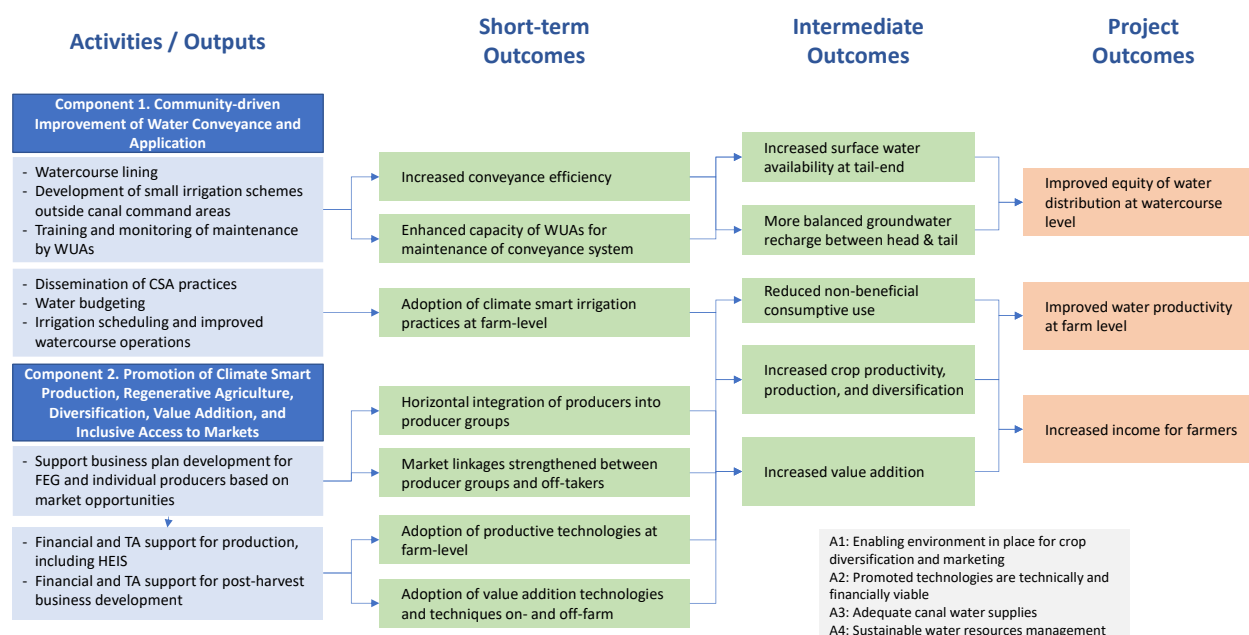 Activities / Outputs
Short-term
Outcomes
Intermediate
Outcomes
Project
Outcomes
Component 1. Community-driven
Improvement of Water Conveyance and
Application
- Watercourse lining
- Development of small irrigation schemes
outside canal command areas
- Training and monitoring of maintenance
by WUAs
- Dissemination of CSA practices
- Water budgeting
- Irrigation scheduling and improved
watercourse operations
Component 2. Promotion of Climate Smart
Production, Regenerative Agriculture,
Diversification, Value Addition, and
Inclusive Access to Markets
- Support business plan development for
FEG and individual producers based on
market opportunities
- Financial and TA support for production,
including HEIS
- Financial and TA support for post-harvest
business development
Increased conveyance efficiency
Enhanced capacity of WUAs for
maintenance of conveyance system
Adoption of climate smart irrigation
practices at farm-level
Horizontal integration of producers into
producer groups
Market linkages strengthened between
producer groups and off-takers
Adoption of productive technologies at
farm-level
Adoption of value addition technologies
and techniques on- and off-farm
Increased surface water
availability at tail-end
More balanced groundwater
recharge between head & tail
Reduced non-beneficial
consumptive use
Increased crop productivity,
production, and diversification
Increased value addition
Improved equity of water
distribution at watercourse
level
Improved water productivity
at farm level
Increased income for farmers
A1: Enabling environment in place for crop
diversification and marketing
A2: Promoted technologies are technically and
financially viable
A3: Adequate canal water supplies
A4: Sustainable water resources management